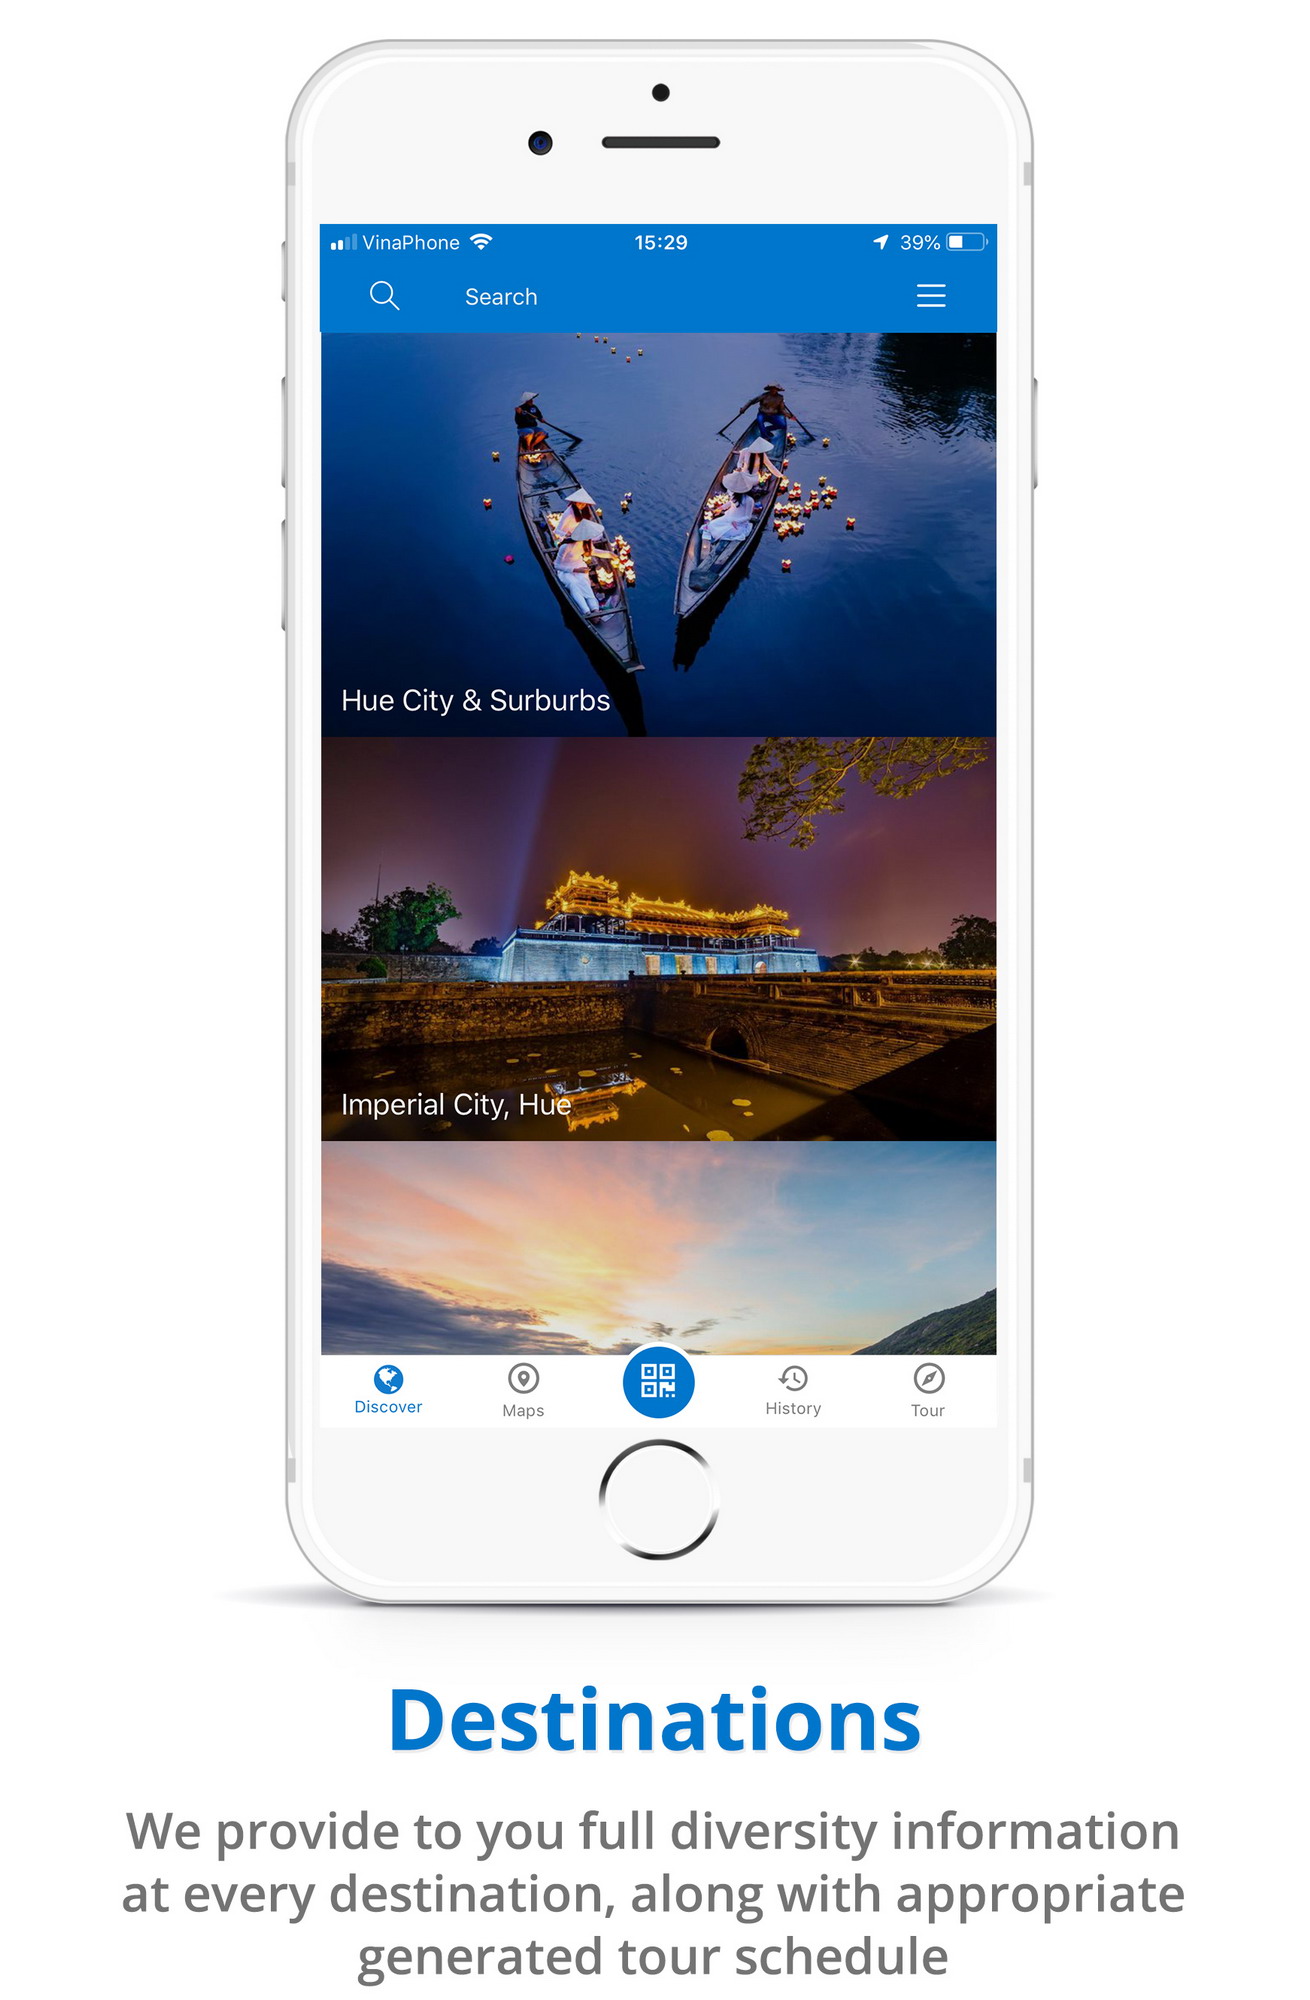 VinaPhone 15:29 39%
Search
Hue City & Surburbs
Imperial City, Hue
Discover Maps History Tour
Destinations
We provide to you full diversity information
at every destination, along with appropriate
generated tour schedule